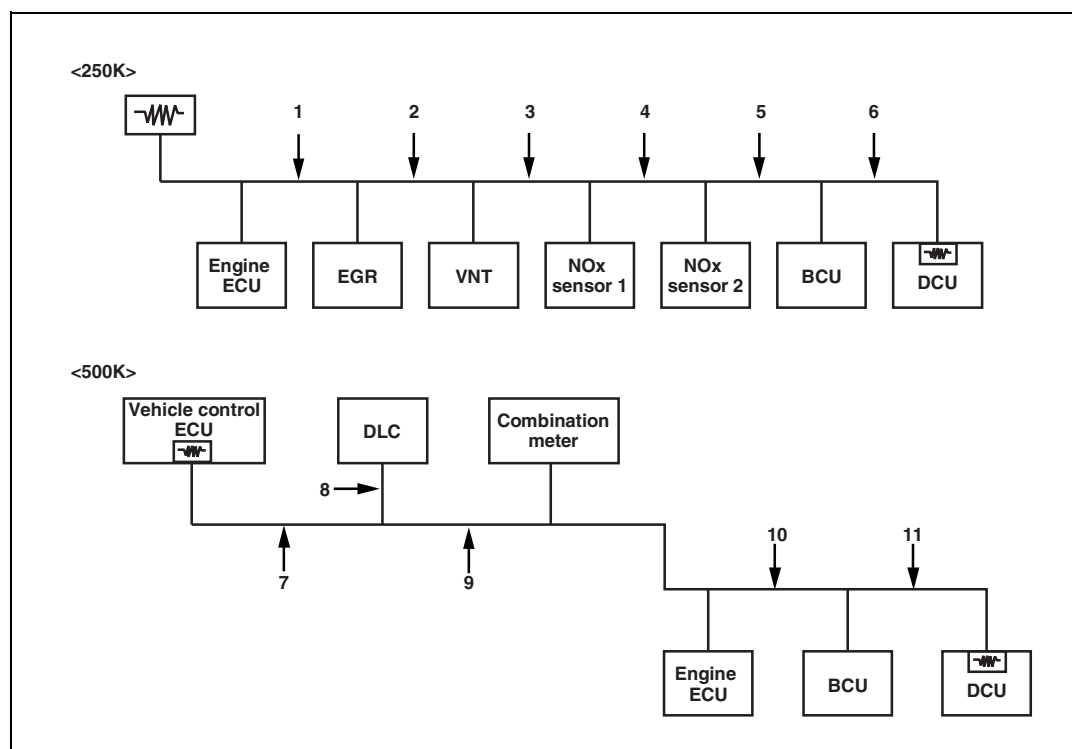 <250K>
1 2 3 4 5 6
Engine
ECU
EGR
VNT
NOx
sensor 1
NOx
sensor 2
BCU
DCU
<500K>
Vehicle control
ECU
DLC
Combination
meter
8
7
9
10
11
Engine
ECU
BCU
DCU